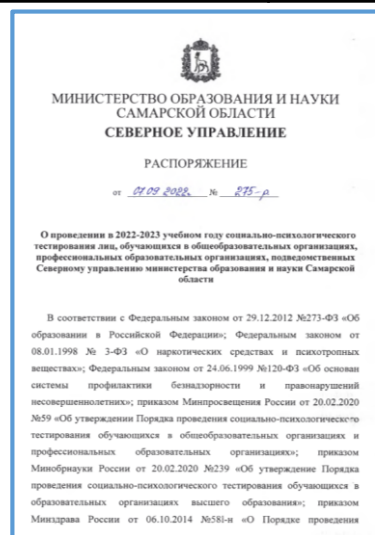 МИНИСТЕРСТВО ОБРАЗОВАНИЯ И НАУКИ
САМАРСКОЙ ОБЛАСТИ
СЕВЕРНОЕ УПРАВЛЕНИЕ
РАСПОРЯЖЕНИЕ
от 07.09.2022г. № 275-р
О проведении в 2022-2023 учебном году социально-психологического
тестирования лиц, обучающихся в общеобразовательных организациях,
профессиональных образовательных организациях, подведомственных
Северному управлению министерства образования и науки Самарской
области
В соответствии с Федеральным законом от 29.12.2012 №273-ФЗ «Об
образовании в Российской Федерации»; Федеральным законом от
08.01.1998 № 3-ФЗ «О наркотических средствах и психотропных
веществах»; Федеральным законом от 24.06.1999 №120-ФЗ «Об основан
системы профилактики безнадзорности и правонарушений
несовершеннолетних»; приказом Минпросвещения России от 20.02.2020
№59 «Об утверждении Порядка проведения социально-психологическего
тестирования обучающихся в общеобразовательных организациях и
профессиональных образовательных организациях»; приказом
Минобрнауки России от 20.02.2020 №239 «Об утверждение Порядка
проведения социально-психологического тестирования обучающихся в
образовательных организациях высшего образования»; приказом
Минздрава России от 06.10.2014 №581-н «О Порядке проведения